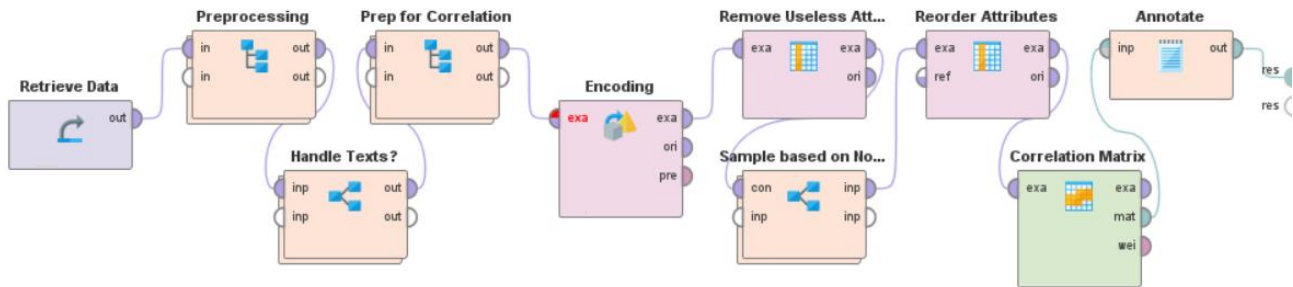 Retrieve Data
out
Preprocessing
in out
in out
Handle Texts?
inp out
inp out
Prep for Correlation
in out
in out
Encoding
exa exa
ori
pre
Remove Useless Att...
exa exa
ori
Sample based on No...
con inp
inp inp
Reorder Attributes
exa exa
ref ori
Correlation Matrix
exa exa
mat
wei
Annotate
inp out
res
res